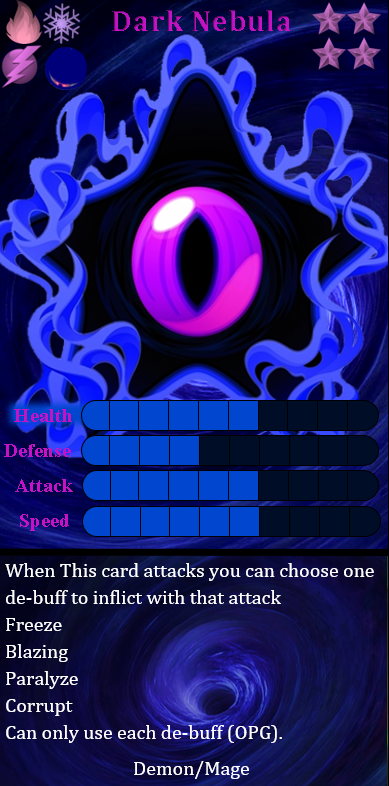 Dark Nebula
Health
Defense
Attack
Speed
When This card attacks you can choose one
de-buff to inflict with that attack
Freeze
Blazing
Paralyze
Corrupt
Can only use each de-buff (OPG).
Demon/Mage